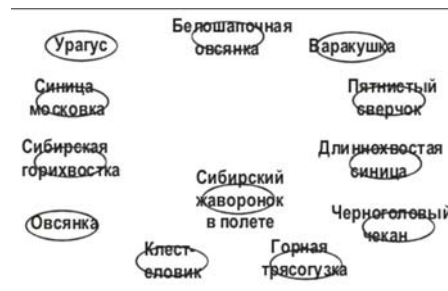 Белошапочная
овсянка
Урагус
Варакушка
Синица
московка
Пятнистый
сверчок
Сибирская
горихвостка
Длиннохвостая
синица
Сибирский
жаворонок
в полете
Овсянка
Черноголовый
чекан
Клест-
еловик
Горная
трясогузка